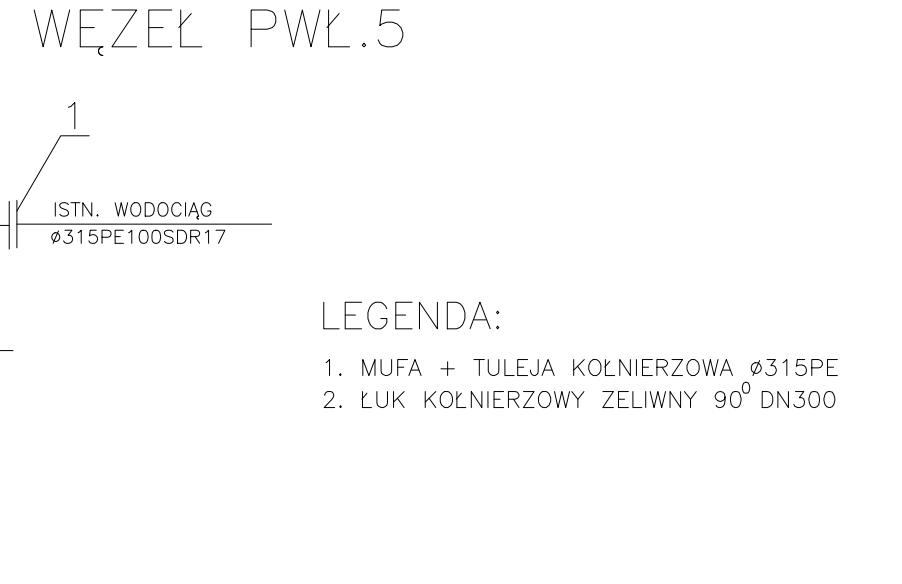 WĘZEŁ PWŁ.5
1
ISTN. WODOCIĄG
ø315PE100SDR17
LEGENDA:
1. MUFA + TULEJA KOŁNIERZOWA ø315PE
2. ŁUK KOŁNIERZOWY ZELIWNY 90⁰ DN300